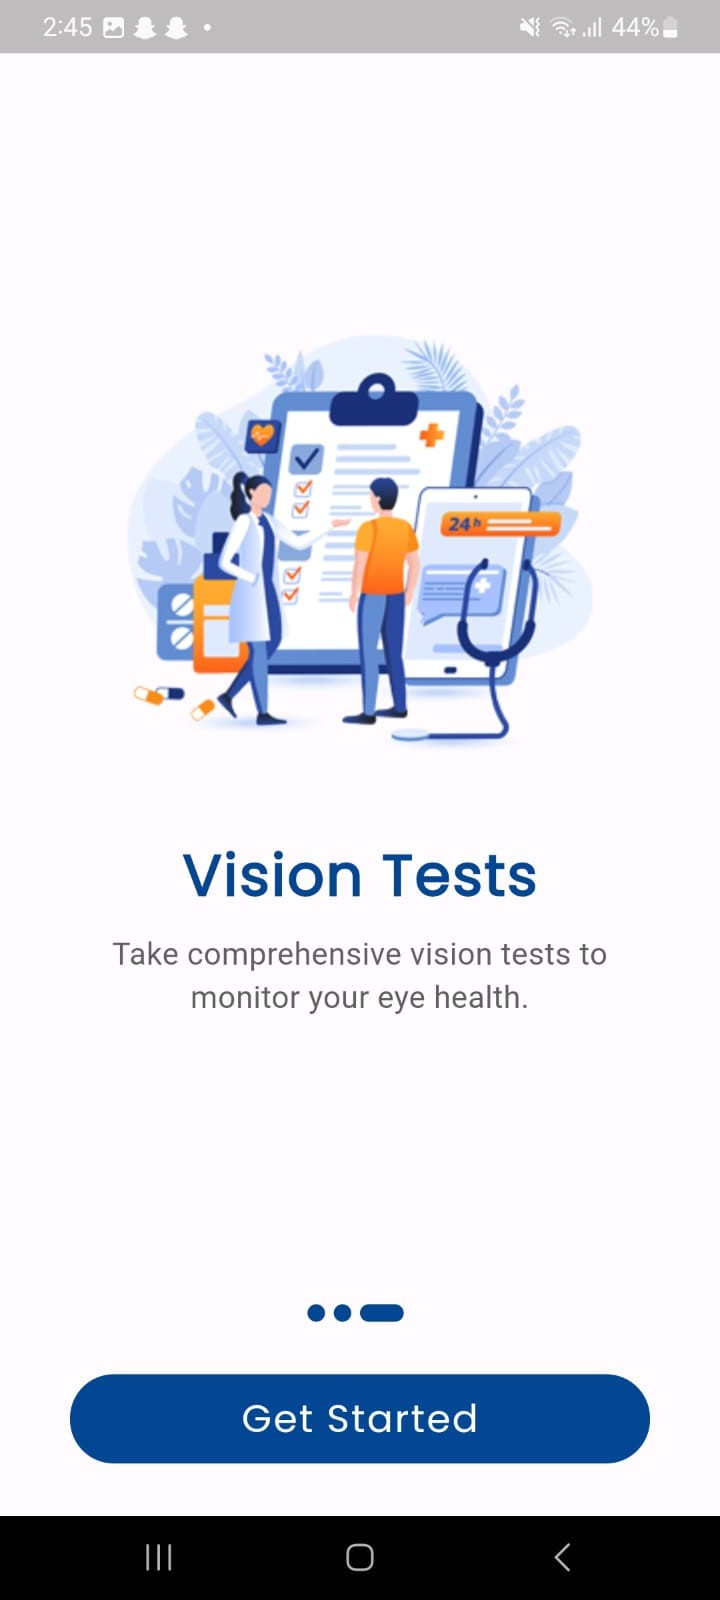 2:45
44%
24h
Vision Tests
Take comprehensive vision tests to
monitor your eye health.
Get Started